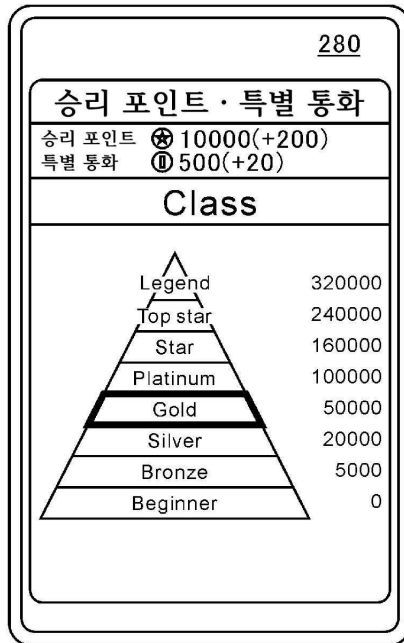 280
승리 포인트 · 특별 통화
승리 포인트 ✪ 10000(+200)
특별 통화 500(+20)
Class
Legend 320000
Top star 240000
Star 160000
Platinum 100000
Gold 50000
Silver 20000
Bronze 5000
Beginner 0